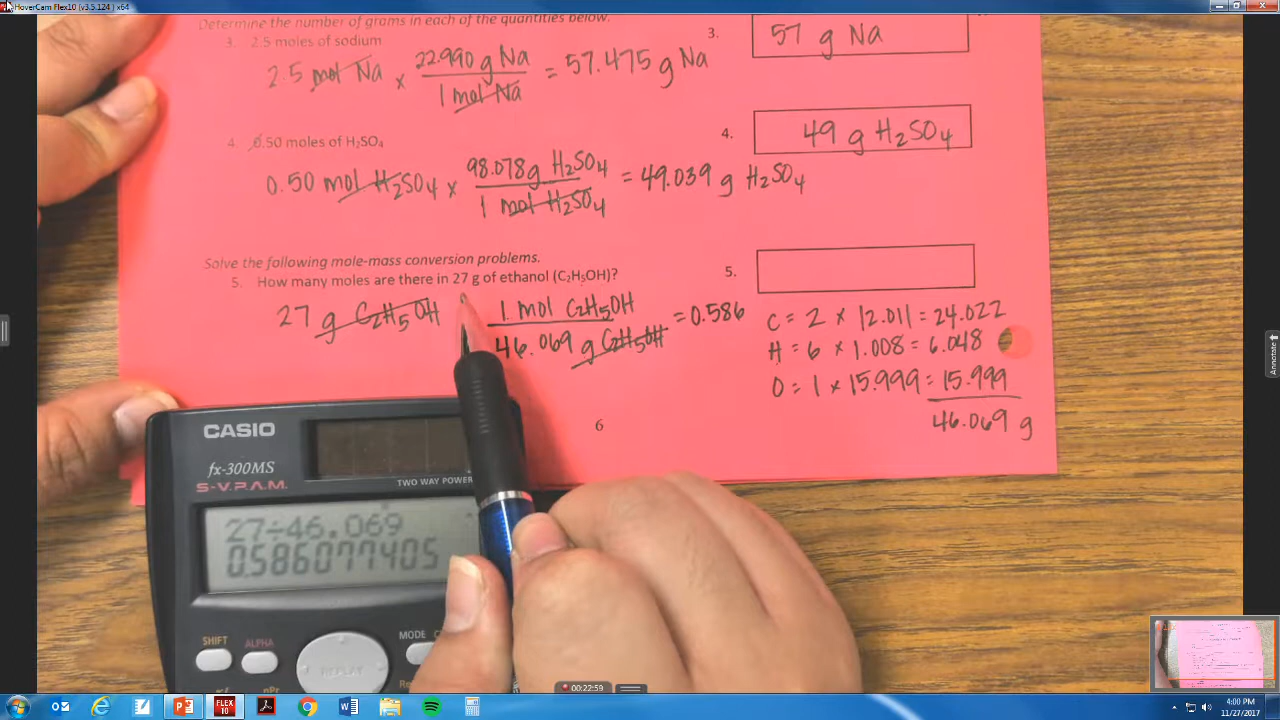 HoverCam Flex10 (v3.5.124) x64
Determine the number of grams in each of the quantities below.
3. 2.5 moles of sodium
2.5 mol Na x 22.990 g Na / 1 mol Na = 57.475 g Na
3.
57 g Na
4. 0.50 moles of H₂SO₄
0.50 mol H₂SO₄ x 98.078g H₂SO₄ / 1 mol H₂SO₄ = 49.039 g H₂SO₄
4.
49 g H₂SO₄
Solve the following mole-mass conversion problems.
5. How many moles are there in 27 g of ethanol (C₂H₅OH)?
27 g C₂H₅OH 1 mol C₂H₅OH / 46.069 g C₂H₅OH = 0.586
5.
C = 2 x 12.011 = 24.022
H = 6 x 1.008 = 6.048
O = 1 x 15.999 = 15.999
46.069 g
6
CASIO
fx-300MS
S-V.P.A.M.
TWO WAY POWER
27÷46.069
0.586077405
SHIFT
ALPHA
MODE
REPLAY
Annotate
00:22:59
FLEX 10
4:00 PM
11/27/2017